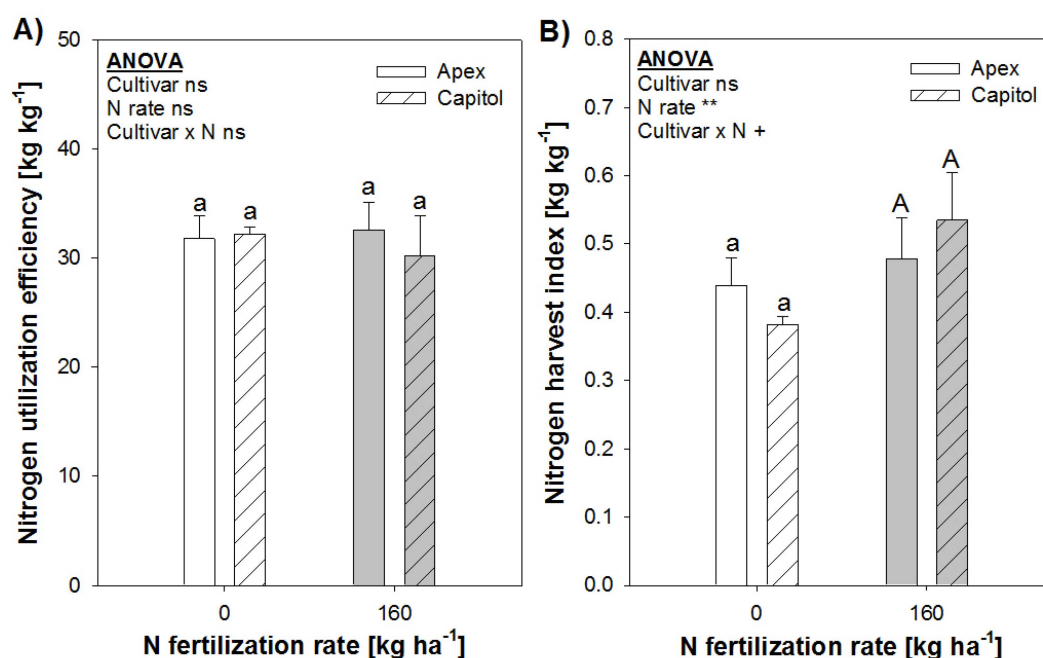 A)
Nitrogen utilization efficiency [kg kg⁻¹]
50
40
30
20
10
0
ANOVA
Cultivar ns
N rate ns
Cultivar x N ns
Apex
Capitol
a
a
a
a
0
160
N fertilization rate [kg ha⁻¹]
B)
Nitrogen harvest index [kg kg⁻¹]
0.8
0.7
0.6
0.5
0.4
0.3
0.2
0.1
0.0
ANOVA
Cultivar ns
N rate **
Cultivar x N +
Apex
Capitol
a
a
A
A
0
160
N fertilization rate [kg ha⁻¹]